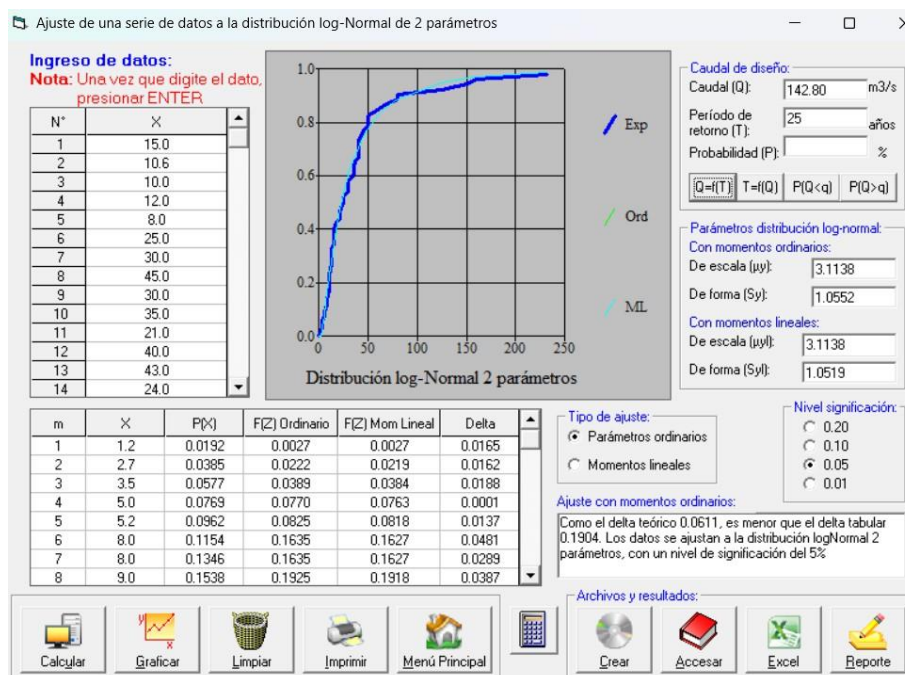 Ajuste de una serie de datos a la distribución log-Normal de 2 parámetros
Ingreso de datos:
Nota: Una vez que digite el dato,
presionar ENTER
N° X
1 15.0
2 10.6
3 10.0
4 12.0
5 8.0
6 25.0
7 30.0
8 45.0
9 30.0
10 35.0
11 21.0
12 40.0
13 43.0
14 24.0
1.0
0.8
0.6
0.4
0.2
0.0
0 50 100 150 200 250
Exp
Ord
ML
Distribución log-Normal 2 parámetros
Caudal de diseño:
Caudal (Q): 142.80 m3/s
Período de
retorno (T): 25 años
Probabilidad (P): %
Q=f(T) T=f(Q) P(Q<q) P(Q>q)
Parámetros distribución log-normal:
Con momentos ordinarios:
De escala (µy): 3.1138
De forma (Sy): 1.0552
Con momentos lineales:
De escala (µyl): 3.1138
De forma (Syl): 1.0519
m X P(X) F(Z) Ordinario F(Z) Mom Lineal Delta
1 1.2 0.0192 0.0027 0.0027 0.0165
2 2.7 0.0385 0.0222 0.0219 0.0162
3 3.5 0.0577 0.0389 0.0384 0.0188
4 5.0 0.0769 0.0770 0.0763 0.0001
5 5.2 0.0962 0.0825 0.0818 0.0137
6 8.0 0.1154 0.1635 0.1627 0.0481
7 8.0 0.1346 0.1635 0.1627 0.0289
8 9.0 0.1538 0.1925 0.1918 0.0387
Tipo de ajuste:
Parámetros ordinarios
Momentos lineales
Nivel significación:
0.20
0.10
0.05
0.01
Ajuste con momentos ordinarios:
Como el delta teórico 0.0611, es menor que el delta tabular
0.1904. Los datos se ajustan a la distribución logNormal 2
parámetros, con un nivel de significación del 5%
Archivos y resultados:
Calcular Graficar Limpiar Imprimir Menú Principal Crear Accesar Excel Reporte